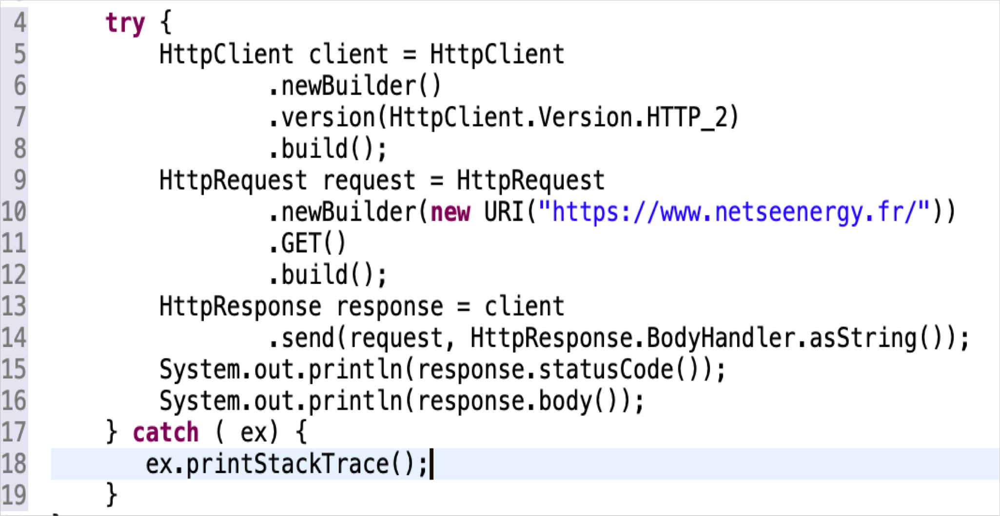 4 try {
5 HttpClient client = HttpClient
6 .newBuilder()
7 .version(HttpClient.Version.HTTP_2)
8 .build();
9 HttpRequest request = HttpRequest
10 .newBuilder(new URI("https://www.netseenergy.fr/"))
11 .GET()
12 .build();
13 HttpResponse response = client
14 .send(request, HttpResponse.BodyHandler.asString());
15 System.out.println(response.statusCode());
16 System.out.println(response.body());
17 } catch ( ex) {
18 ex.printStackTrace();
19 }